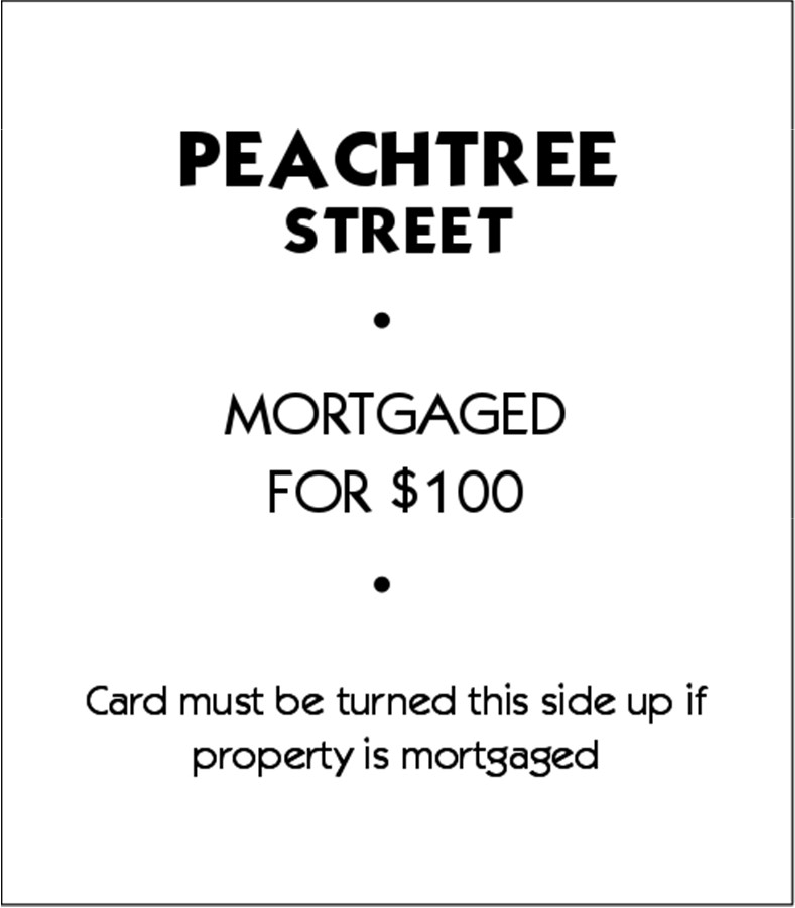 PEACHTREE
STREET
•
MORTGAGED
FOR $100
•
Card must be turned this side up if
property is mortgaged